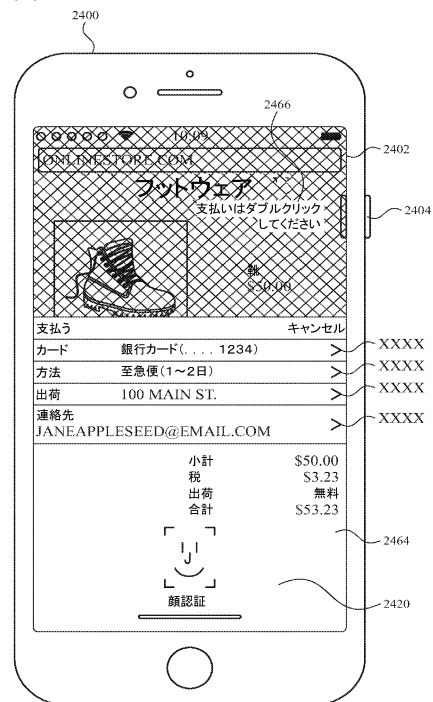 2400
2466
10:09
2402
ONLINESTORE.COM
フットウェア
2404
支払いはダブルクリック
してください
靴
$50.00
支払う キャンセル
カード 銀行カード(....1234) > XXXX
方法 至急便(1～2日) > XXXX
出荷 100 MAIN ST. > XXXX
連絡先 > XXXX
JANEAPPLESEED@EMAIL.COM
小計 $50.00
税 $3.23
出荷 無料
合計 $53.23
2464
顔認証
2420